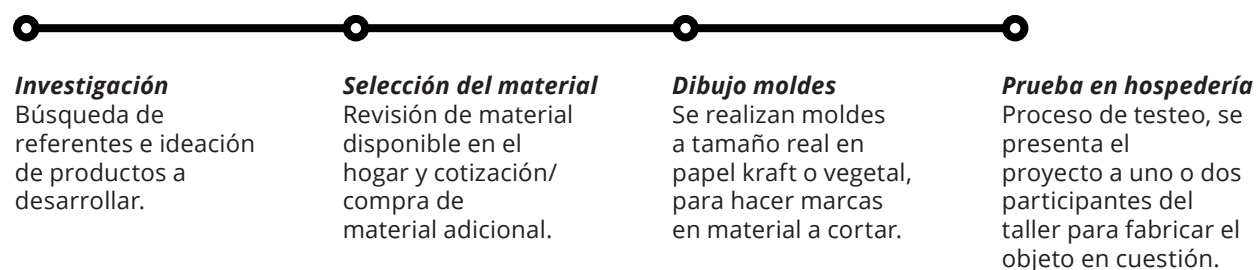 Investigación
Búsqueda de
referentes e ideación
de productos a
desarrollar.
Selección del material
Revisión de material
disponible en el
hogar y cotización/
compra de
material adicional.
Dibujo moldes
Se realizan moldes
a tamaño real en
papel kraft o vegetal,
para hacer marcas
en material a cortar.
Prueba en hospedería
Proceso de testeo, se
presenta el
proyecto a uno o dos
participantes del
taller para fabricar el
objeto en cuestión.